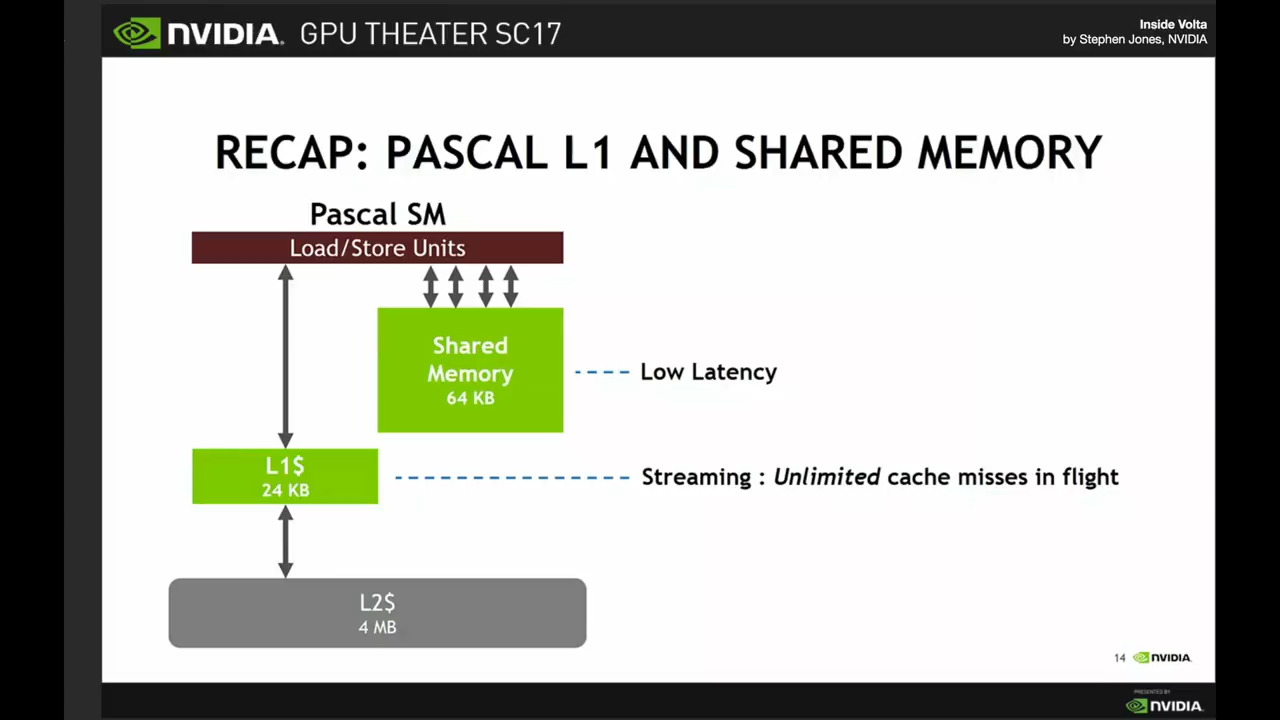 NVIDIA. GPU THEATER SC17
Inside Volta
by Stephen Jones, NVIDIA
RECAP: PASCAL L1 AND SHARED MEMORY
Pascal SM
Load/Store Units
Shared
Memory
64 KB
Low Latency
L1$
24 KB
Streaming : Unlimited cache misses in flight
L2$
4 MB
14 NVIDIA.
PRESENTED BY
NVIDIA.